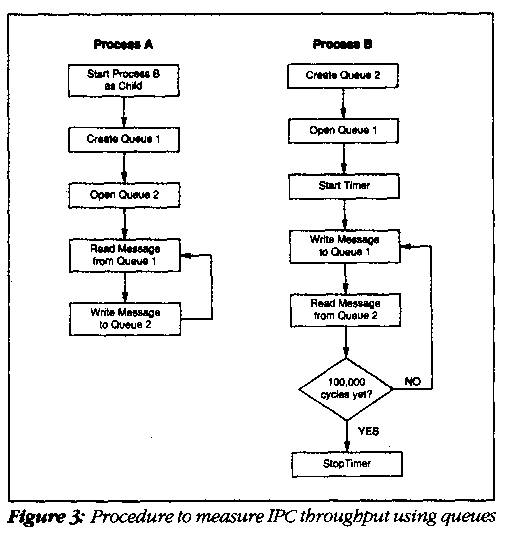 Process A
Start Process B
as Child
Create Queue 1
Open Queue 2
Read Message
from Queue 1
Write Message
to Queue 2
Process B
Create Queue 2
Open Queue 1
Start Timer
Write Message
to Queue 1
Read Message
from Queue 2
100,000
cycles yet?
NO
YES
StopTimer
Figure 3: Procedure to measure IPC throughput using queues